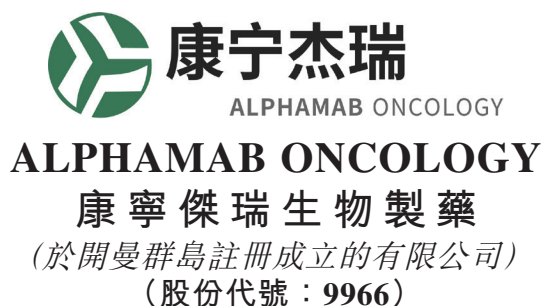 康宁杰瑞
ALPHAMAB ONCOLOGY
ALPHAMAB ONCOLOGY
康寧傑瑞生物製藥
(於開曼群島註冊成立的有限公司)
（股份代號：9966）